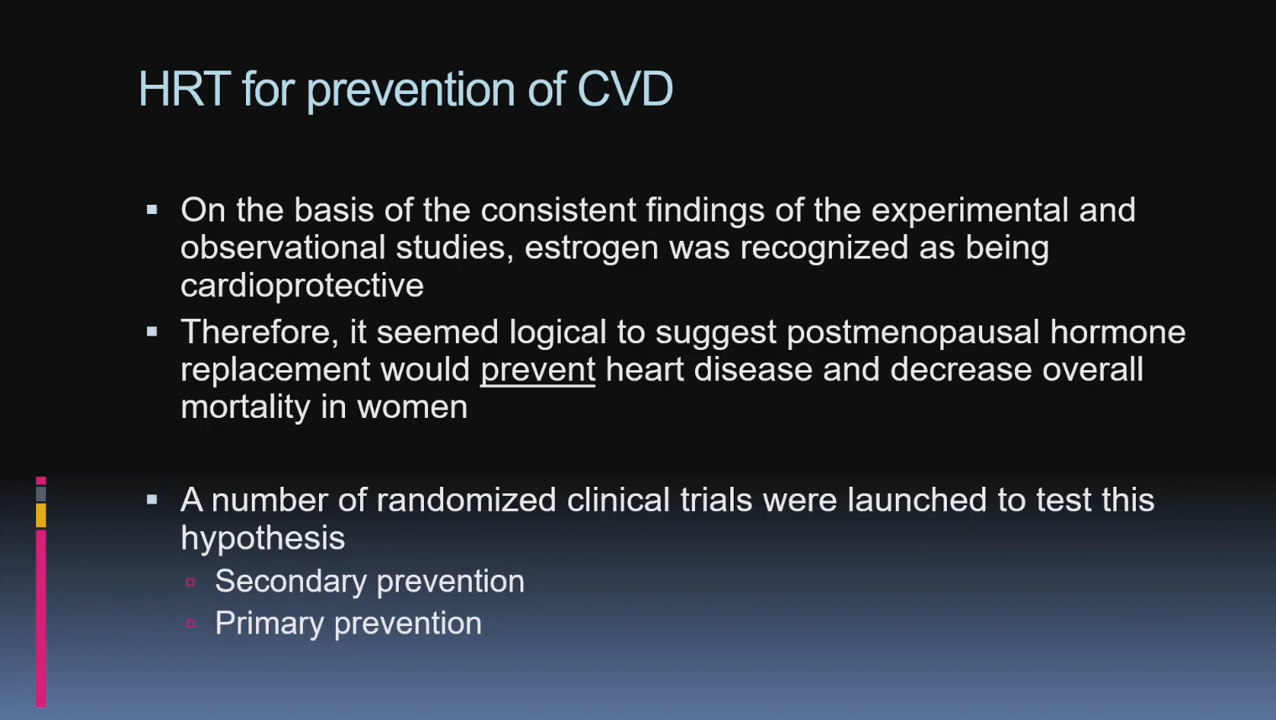 HRT for prevention of CVD
On the basis of the consistent findings of the experimental and
observational studies, estrogen was recognized as being
cardioprotective
Therefore, it seemed logical to suggest postmenopausal hormone
replacement would prevent heart disease and decrease overall
mortality in women
A number of randomized clinical trials were launched to test this
hypothesis
Secondary prevention
Primary prevention